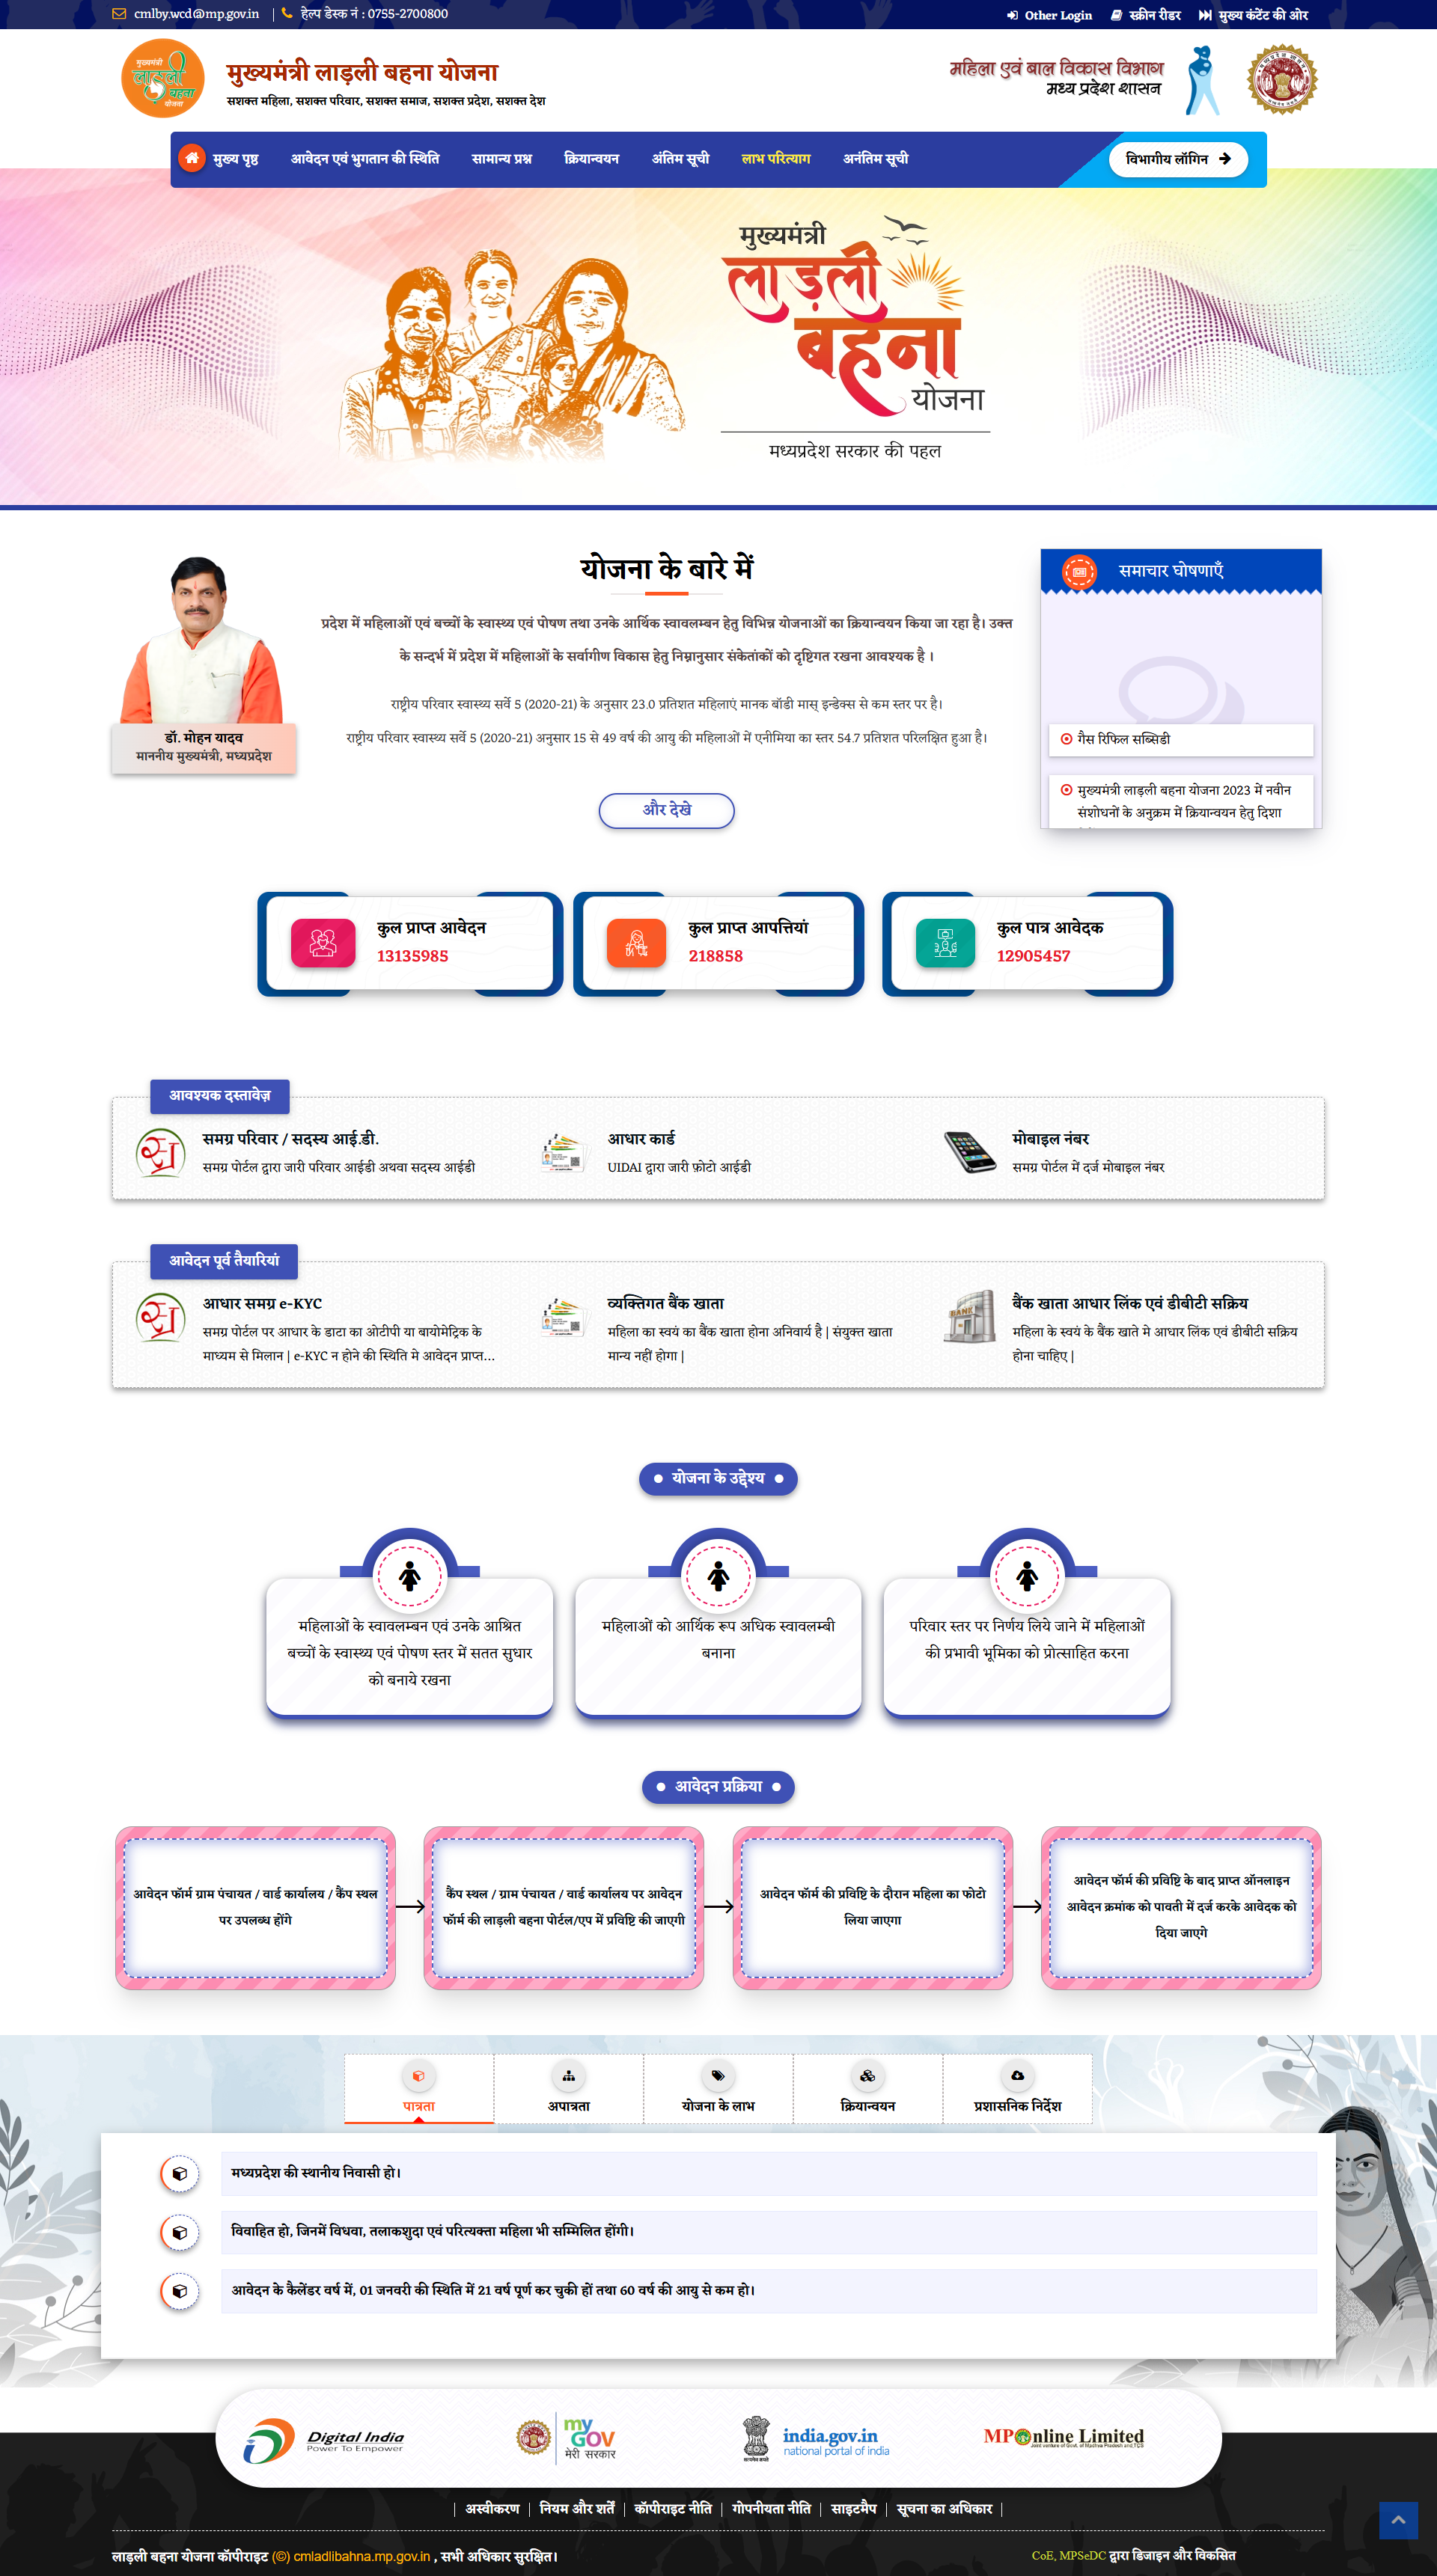 cmlby.wcd@mp.gov.in | हेल्प डेस्क नं : 0755-2700800
Other Login स्क्रीन रीडर मुख्य कंटेंट की ओर
मुख्यमंत्री लाड़ली बहना योजना
मुख्यमंत्री लाड़ली बहना योजना
सशक्त महिला, सशक्त परिवार, सशक्त समाज, सशक्त प्रदेश, सशक्त देश
महिला एवं बाल विकास विभाग
मध्य प्रदेश शासन
मुख्य पृष्ठ आवेदन एवं भुगतान की स्थिति सामान्य प्रश्न क्रियान्वयन अंतिम सूची लाभ परित्याग अनंतिम सूची विभागीय लॉगिन
मुख्यमंत्री
लाड़ली
बहना
योजना
मध्यप्रदेश सरकार की पहल
डॉ. मोहन यादव
माननीय मुख्यमंत्री, मध्यप्रदेश
योजना के बारे में
प्रदेश में महिलाओं एवं बच्चों के स्वास्थ्य एवं पोषण तथा उनके आर्थिक स्वावलम्बन हेतु विभिन्न योजनाओं का क्रियान्वयन किया जा रहा है। उक्त
के सन्दर्भ में प्रदेश में महिलाओं के सर्वागीण विकास हेतु निम्नानुसार संकेतांकों को दृष्टिगत रखना आवश्यक है ।
राष्ट्रीय परिवार स्वास्थ्य सर्वे 5 (2020-21) के अनुसार 23.0 प्रतिशत महिलाएं मानक बॉडी मास् इन्डेक्स से कम स्तर पर है।
राष्ट्रीय परिवार स्वास्थ्य सर्वे 5 (2020-21) अनुसार 15 से 49 वर्ष की आयु की महिलाओं में एनीमिया का स्तर 54.7 प्रतिशत परिलक्षित हुआ है।
और देखे
समाचार घोषणाएँ
गैस रिफिल सब्सिडी
मुख्यमंत्री लाड़ली बहना योजना 2023 में नवीन
संशोधनों के अनुक्रम में क्रियान्वयन हेतु दिशा
कुल प्राप्त आवेदन
13135985
कुल प्राप्त आपत्तियां
218858
कुल पात्र आवेदक
12905457
आवश्यक दस्तावेज़
समग्र परिवार / सदस्य आई.डी.
समग्र पोर्टल द्वारा जारी परिवार आईडी अथवा सदस्य आईडी
आधार कार्ड
UIDAI द्वारा जारी फ़ोटो आईडी
मोबाइल नंबर
समग्र पोर्टल में दर्ज मोबाइल नंबर
आवेदन पूर्व तैयारियां
आधार समग्र e-KYC
समग्र पोर्टल पर आधार के डाटा का ओटीपी या बायोमेट्रिक के
माध्यम से मिलान | e-KYC न होने की स्थिति मे आवेदन प्राप्त...
व्यक्तिगत बैंक खाता
महिला का स्वयं का बैंक खाता होना अनिवार्य है | संयुक्त खाता
मान्य नहीं होगा |
BANK
बैंक खाता आधार लिंक एवं डीबीटी सक्रिय
महिला के स्वयं के बैंक खाते मे आधार लिंक एवं डीबीटी सक्रिय
होना चाहिए |
योजना के उद्देश्य
महिलाओं के स्वावलम्बन एवं उनके आश्रित
बच्चों के स्वास्थ्य एवं पोषण स्तर में सतत सुधार
को बनाये रखना
महिलाओं को आर्थिक रूप अधिक स्वावलम्बी
बनाना
परिवार स्तर पर निर्णय लिये जाने में महिलाओं
की प्रभावी भूमिका को प्रोत्साहित करना
आवेदन प्रक्रिया
आवेदन फॉर्म ग्राम पंचायत / वार्ड कार्यालय / कैंप स्थल
पर उपलब्ध होंगे
कैंप स्थल / ग्राम पंचायत / वार्ड कार्यालय पर आवेदन
फॉर्म की लाड़ली बहना पोर्टल/एप में प्रविष्टि की जाएगी
आवेदन फॉर्म की प्रविष्टि के दौरान महिला का फोटो
लिया जाएगा
आवेदन फॉर्म की प्रविष्टि के बाद प्राप्त ऑनलाइन
आवेदन क्रमांक को पावती में दर्ज करके आवेदक को
दिया जाएगे
पात्रता अपात्रता योजना के लाभ क्रियान्वयन प्रशासनिक निर्देश
मध्यप्रदेश की स्थानीय निवासी हो।
विवाहित हो, जिनमें विधवा, तलाकशुदा एवं परित्यक्ता महिला भी सम्मिलित होंगी।
आवेदन के कैलेंडर वर्ष में, 01 जनवरी की स्थिति में 21 वर्ष पूर्ण कर चुकी हों तथा 60 वर्ष की आयु से कम हो।
Digital India
Power To Empower
my
GOV
मेरी सरकार
india.gov.in
national portal of india
MPOnline Limited
Joint venture of Govt. of Madhya Pradesh and TCS
| अस्वीकरण | नियम और शर्तें | कॉपीराइट नीति | गोपनीयता नीति | साइटमैप | सूचना का अधिकार |
लाड़ली बहना योजना कॉपीराइट (©) cmladlibahna.mp.gov.in , सभी अधिकार सुरक्षित।
CoE, MPSeDC द्वारा डिजाइन और विकसित